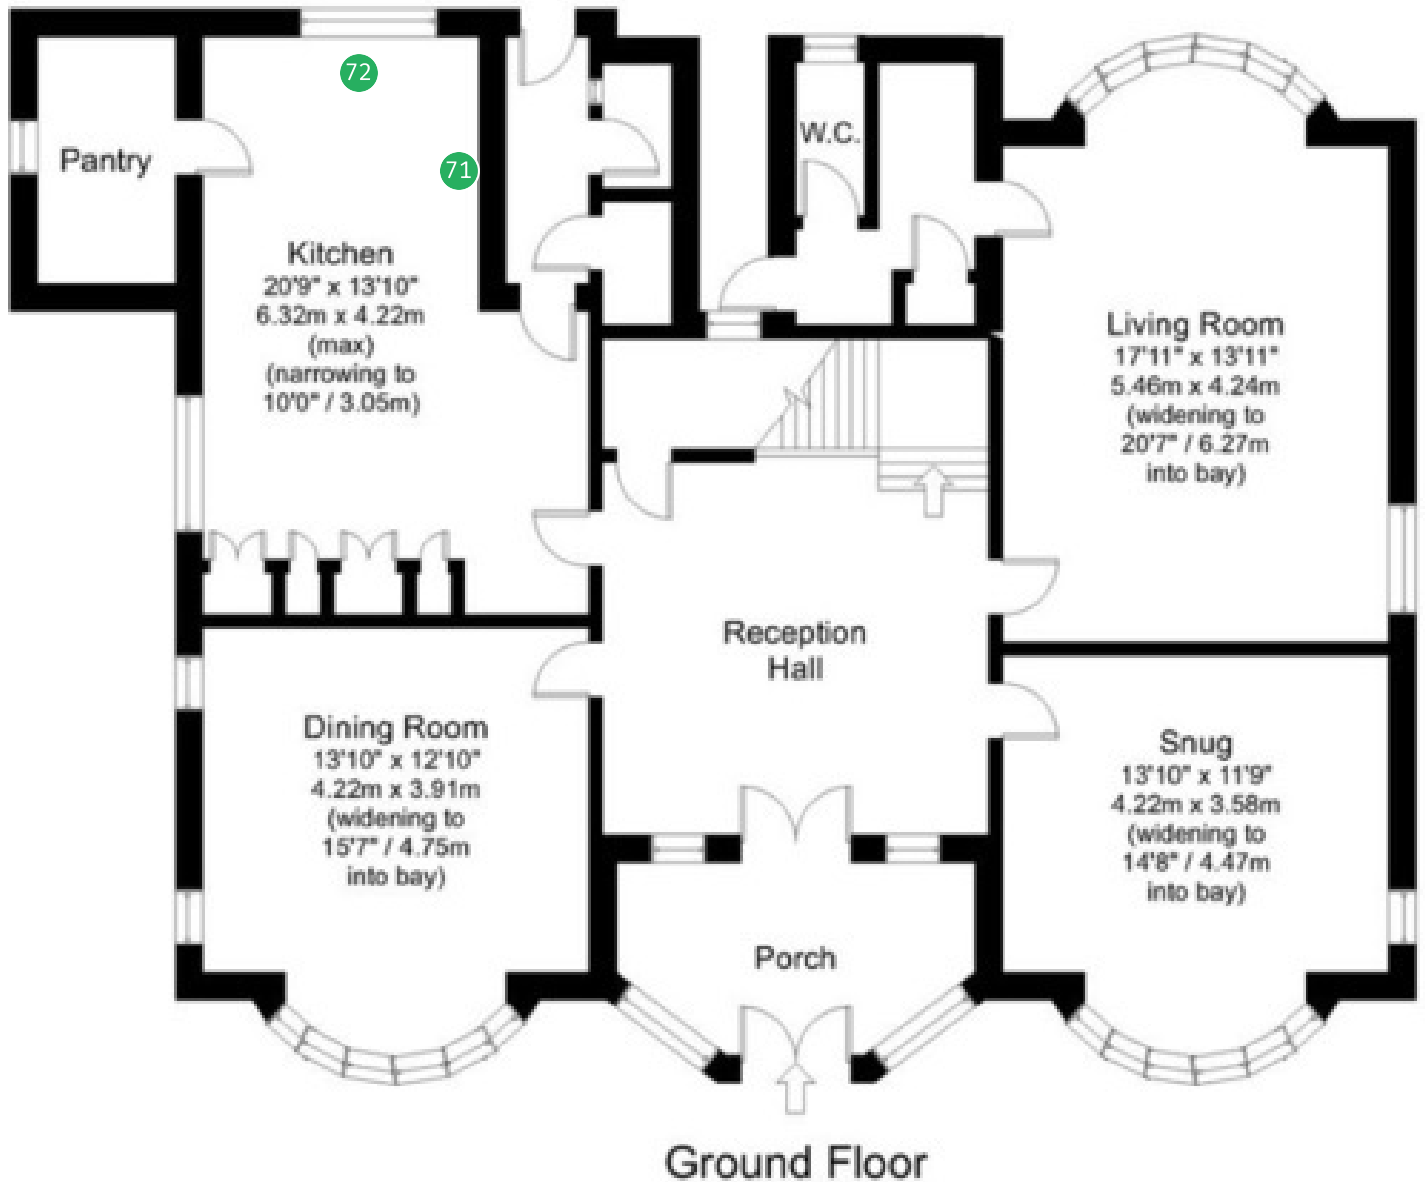 72
71
Pantry
W.C.
Kitchen
20'9" x 13'10"
6.32m x 4.22m
(max)
(narrowing to
10'0" / 3.05m)
Living Room
17'11" x 13'11"
5.46m x 4.24m
(widening to
20'7" / 6.27m
into bay)
Reception
Hall
Dining Room
13'10" x 12'10"
4.22m x 3.91m
(widening to
15'7" / 4.75m
into bay)
Snug
13'10" x 11'9"
4.22m x 3.58m
(widening to
14'8" / 4.47m
into bay)
Porch
Ground Floor